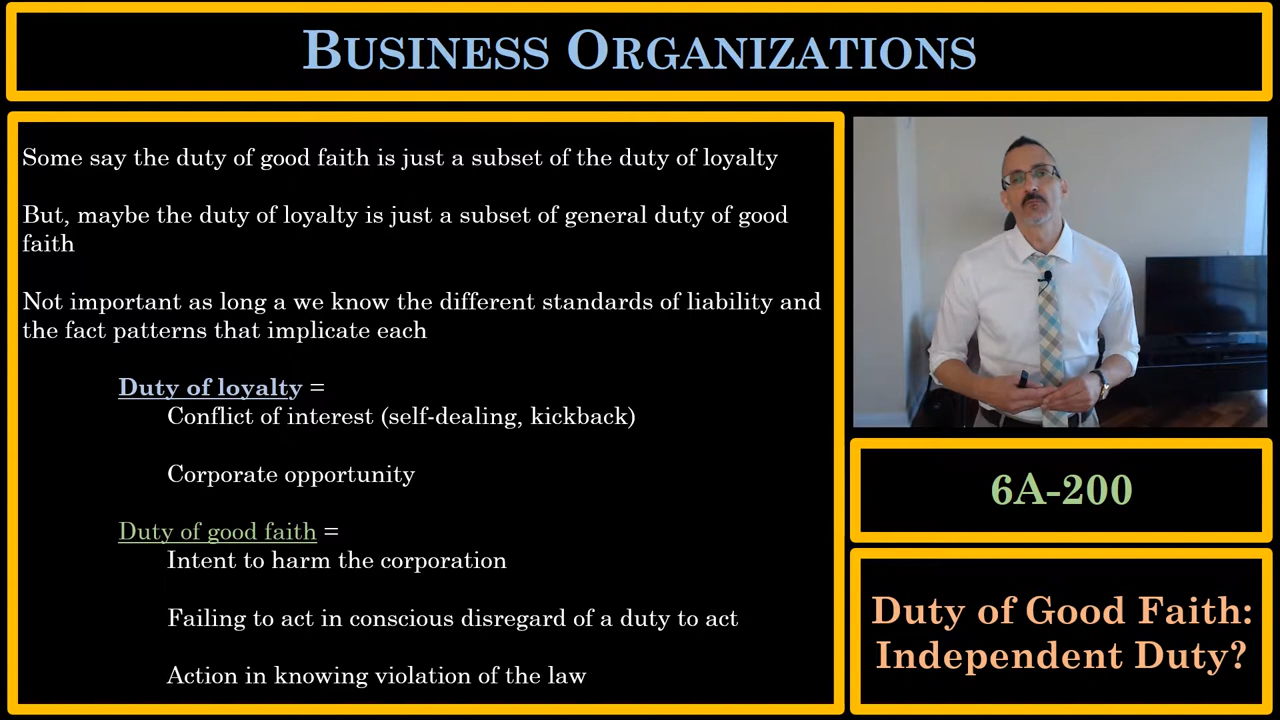 BUSINESS ORGANIZATIONS
Some say the duty of good faith is just a subset of the duty of loyalty
But, maybe the duty of loyalty is just a subset of general duty of good
faith
Not important as long a we know the different standards of liability and
the fact patterns that implicate each
Duty of loyalty =
Conflict of interest (self-dealing, kickback)
Corporate opportunity
Duty of good faith =
Intent to harm the corporation
Failing to act in conscious disregard of a duty to act
Action in knowing violation of the law
6A-200
Duty of Good Faith:
Independent Duty?